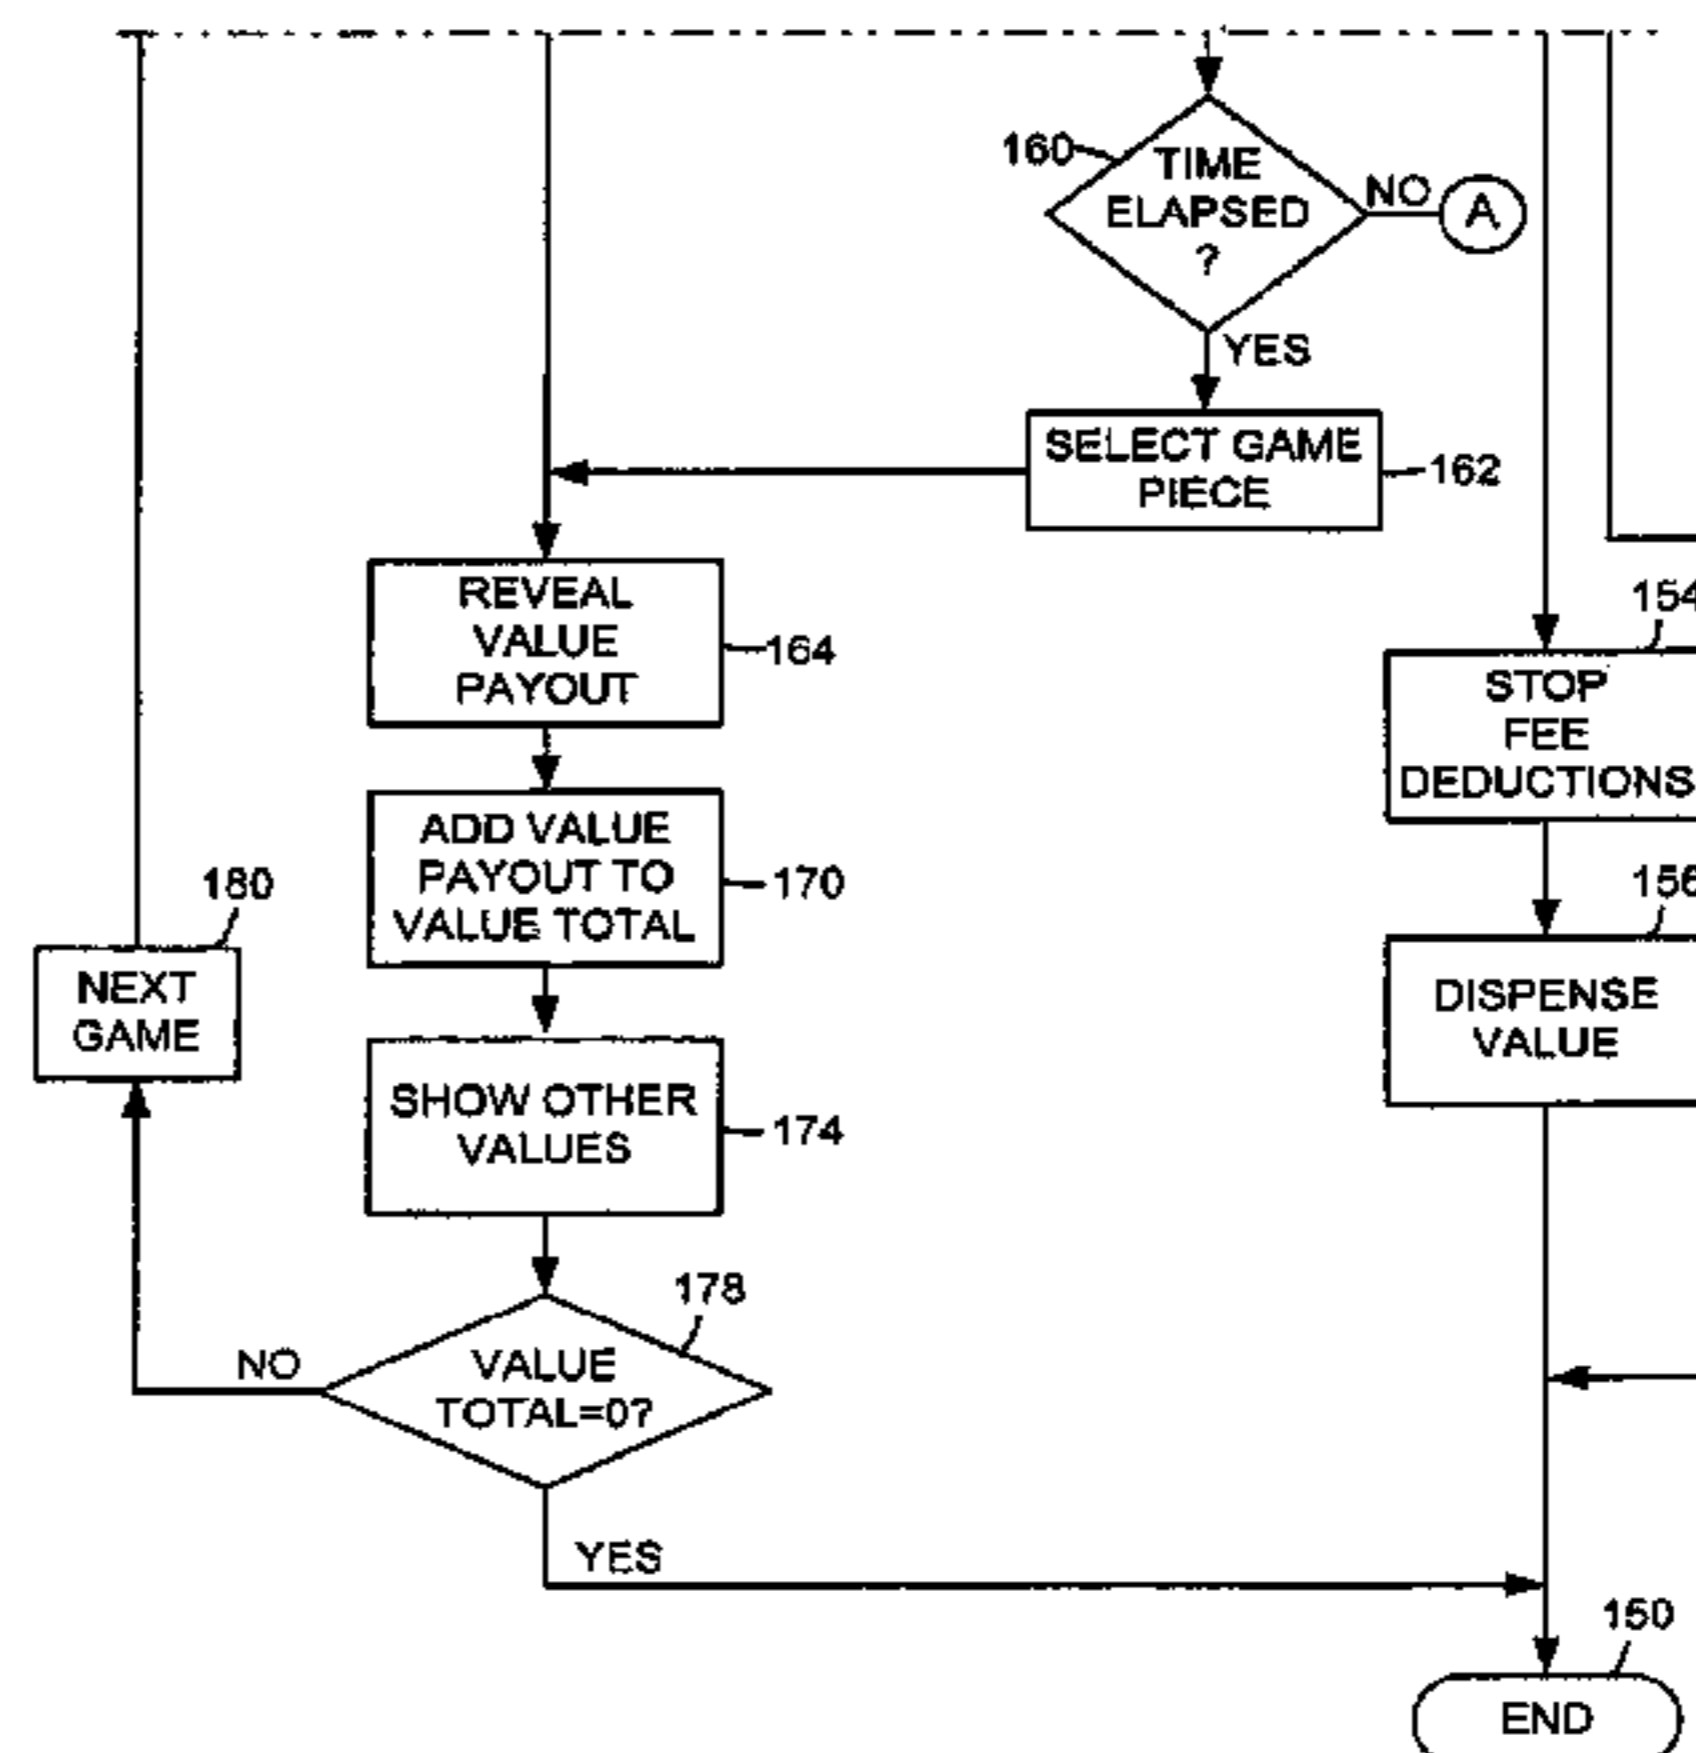 160
TIME
ELAPSED
?
NO
A
YES
SELECT GAME
PIECE
162
REVEAL
VALUE
PAYOUT
164
154
STOP
FEE
DEDUCTIONS
ADD VALUE
PAYOUT TO
VALUE TOTAL
170
180
NEXT
GAME
156
DISPENSE
VALUE
SHOW OTHER
VALUES
174
178
VALUE
TOTAL=0?
NO
YES
150
END